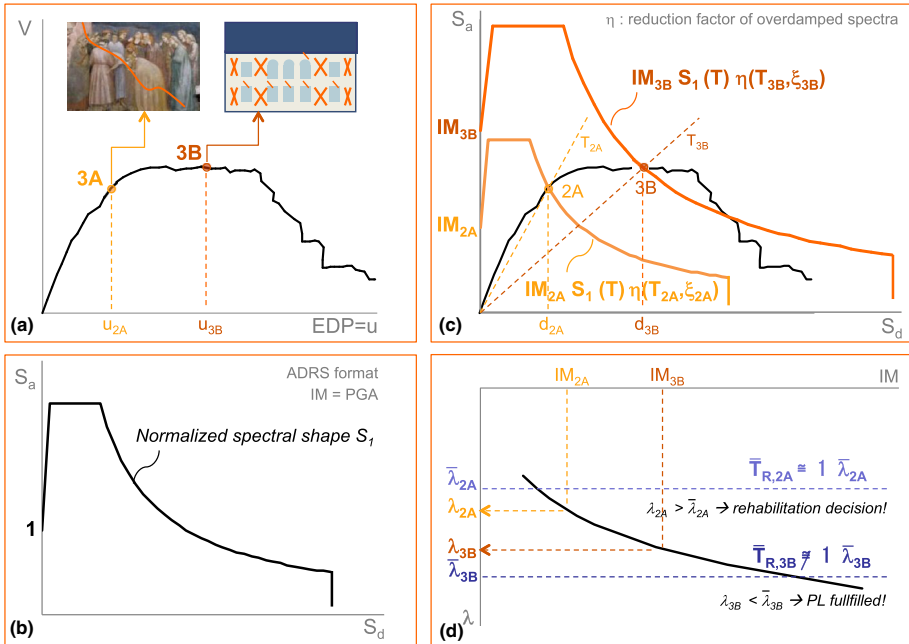 V
3A
3B
(a)
u2A
u3B
EDP=u
Sa
η : reduction factor of overdamped spectra
IM3B S1 (T) η(T3B,ξ3B)
IM3B
T2A
T3B
2A
3B
IM2A
IM2A S1 (T) η(T2A,ξ2A)
(c)
d2A
d3B
Sd
Sa
ADRS format
IM = PGA
Normalized spectral shape S1
1
(b)
Sd
IM2A
IM3B
IM
λ̅2A
T̅R,2A ≅ 1 λ̅2A
λ2A
λ2A > λ̅2A → rehabilitation decision!
λ3B
T̅R,3B ≇ 1 λ̅3B
λ̅3B
λ3B < λ̅3B → PL fullfilled!
(d)
λ